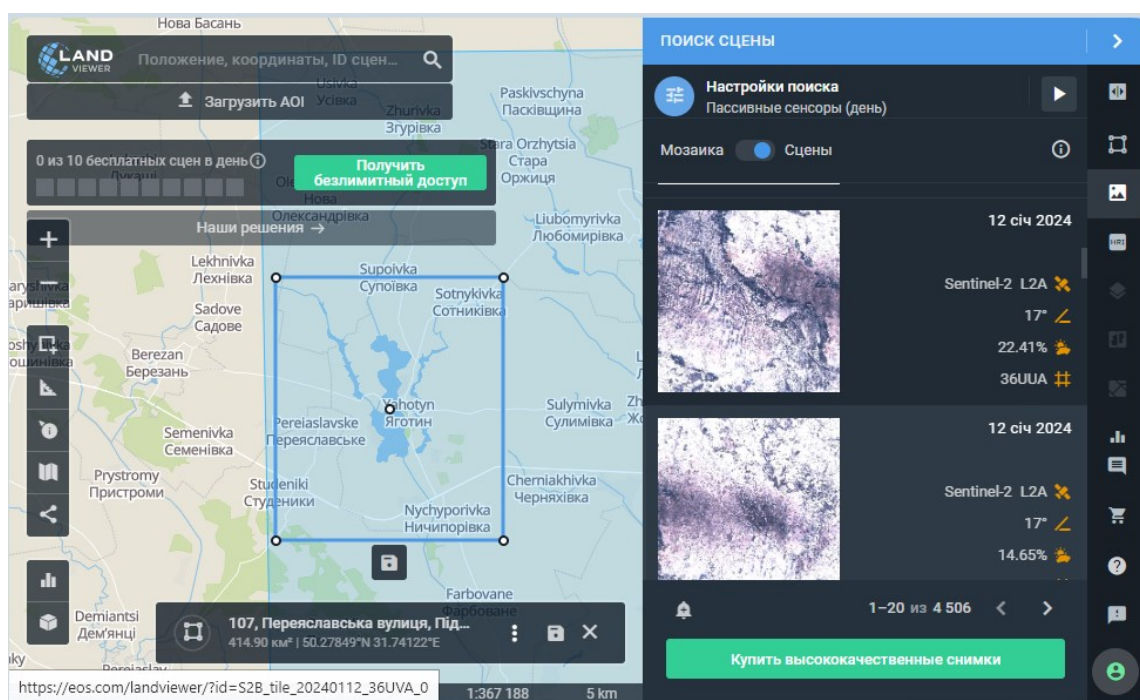 Нова Басань
LAND
VIEWER
Положение, координаты, ID сцен...
Usivka
Усівка
Загрузить AOI
Zhurivka
Згурівка
Paskivschyna
Пасківщина
0 из 10 бесплатных сцен в день
Получить
безлимитный доступ
Лукаші
Stara Orzhytsia
Стара
Оржиця
Нова
Олександрівка
Наши решения →
Liubomyrivka
Любомирівка
Lekhnivka
Лехнівка
Supoivka
Супоївка
Sotnykivka
Сотниківка
Sadove
Садове
Berezan
Березань
Yahotyn
Яготин
Pereiaslavske
Переяславське
Sulymivka
Сулимівка
Semenivka
Семенівка
Prystromy
Пристроми
Studeniki
Студеники
Cherniakhivka
Черняхівка
Nychyporivka
Ничипорівка
Farbovane
Фарбоване
Demiantsi
Дем'янці
107, Переяславська вулиця, Під...
414.90 км² | 50.27849°N 31.74122°E
https://eos.com/landviewer/?id=S2B_tile_20240112_36UVA_0
1:367 188
5 km
ПОИСК СЦЕНЫ
Настройки поиска
Пассивные сенсоры (день)
Мозаика
Сцены
HRI
12 січ 2024
Sentinel-2 L2A
17°
22.41%
36UUA
12 січ 2024
Sentinel-2 L2A
17°
14.65%
1–20 из 4 506
Купить высококачественные снимки